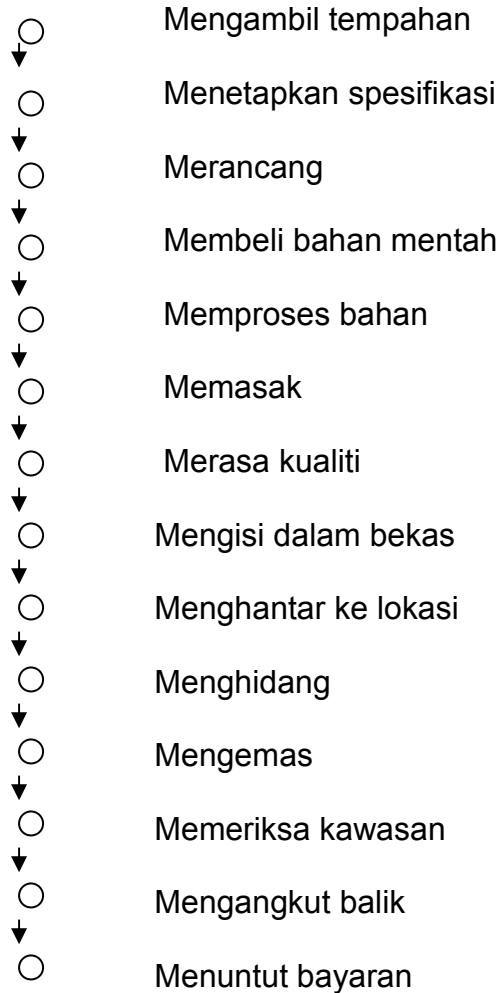 Mengambil tempahan
Menetapkan spesifikasi
Merancang
Membeli bahan mentah
Memproses bahan
Memasak
Merasa kualiti
Mengisi dalam bekas
Menghantar ke lokasi
Menghidang
Mengemas
Memeriksa kawasan
Mengangkut balik
Menuntut bayaran